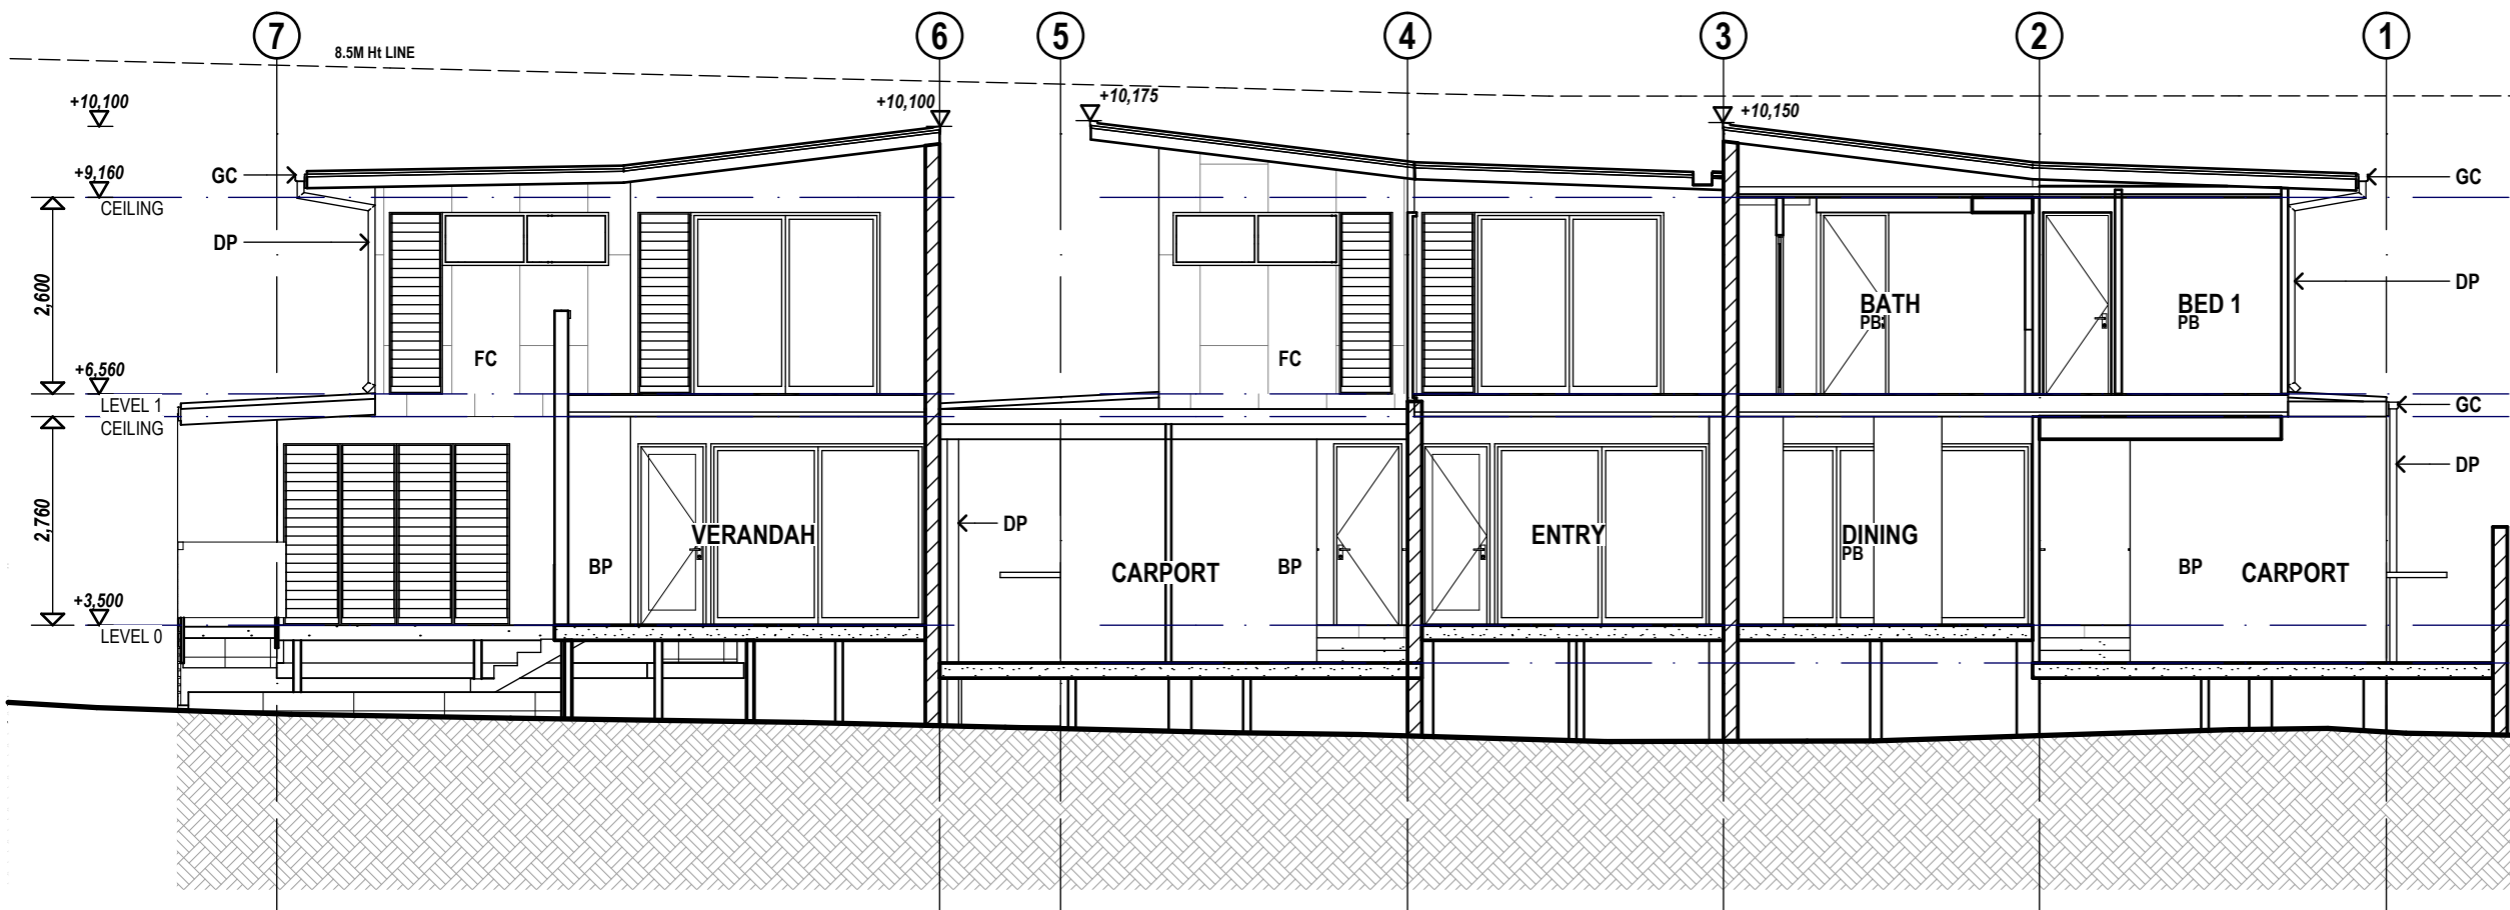 7
6
5
4
3
2
1
8.5M Ht LINE
+10,100
+10,100
+10,175
+10,150
+9,160
GC
GC
CEILING
DP
2,600
BATH
PB
BED 1
PB
DP
FC
FC
+6,560
LEVEL 1
GC
CEILING
DP
2,760
VERANDAH
DP
ENTRY
DINING
PB
BP
CARPORT
BP
BP
CARPORT
+3,500
LEVEL 0